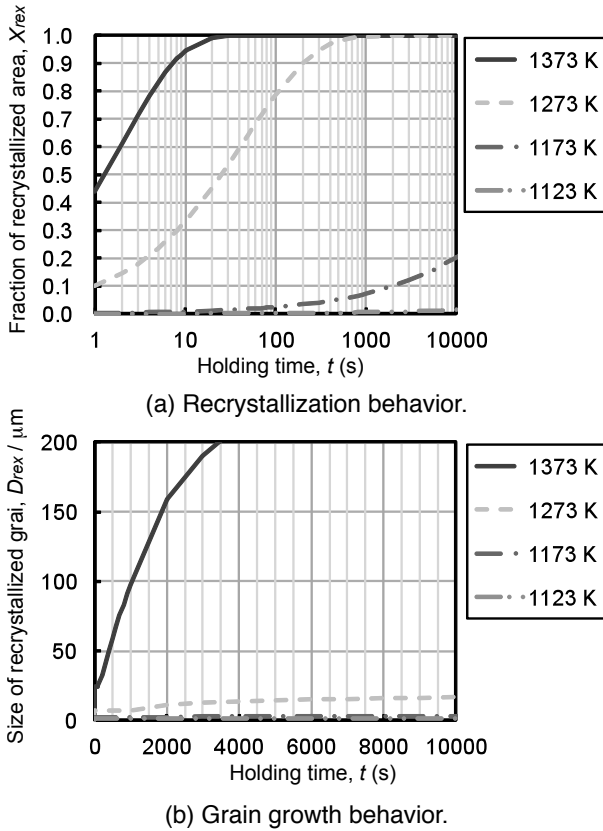 Fraction of recrystallized area, Xrex
1.0
0.9
0.8
0.7
0.6
0.5
0.4
0.3
0.2
0.1
0.0
1 10 100 1000 10000
Holding time, t (s)
1373 K
1273 K
1173 K
1123 K
(a) Recrystallization behavior.
Size of recrystallized grai, Drex / μm
200
150
100
50
0
0 2000 4000 6000 8000 10000
Holding time, t (s)
1373 K
1273 K
1173 K
1123 K
(b) Grain growth behavior.